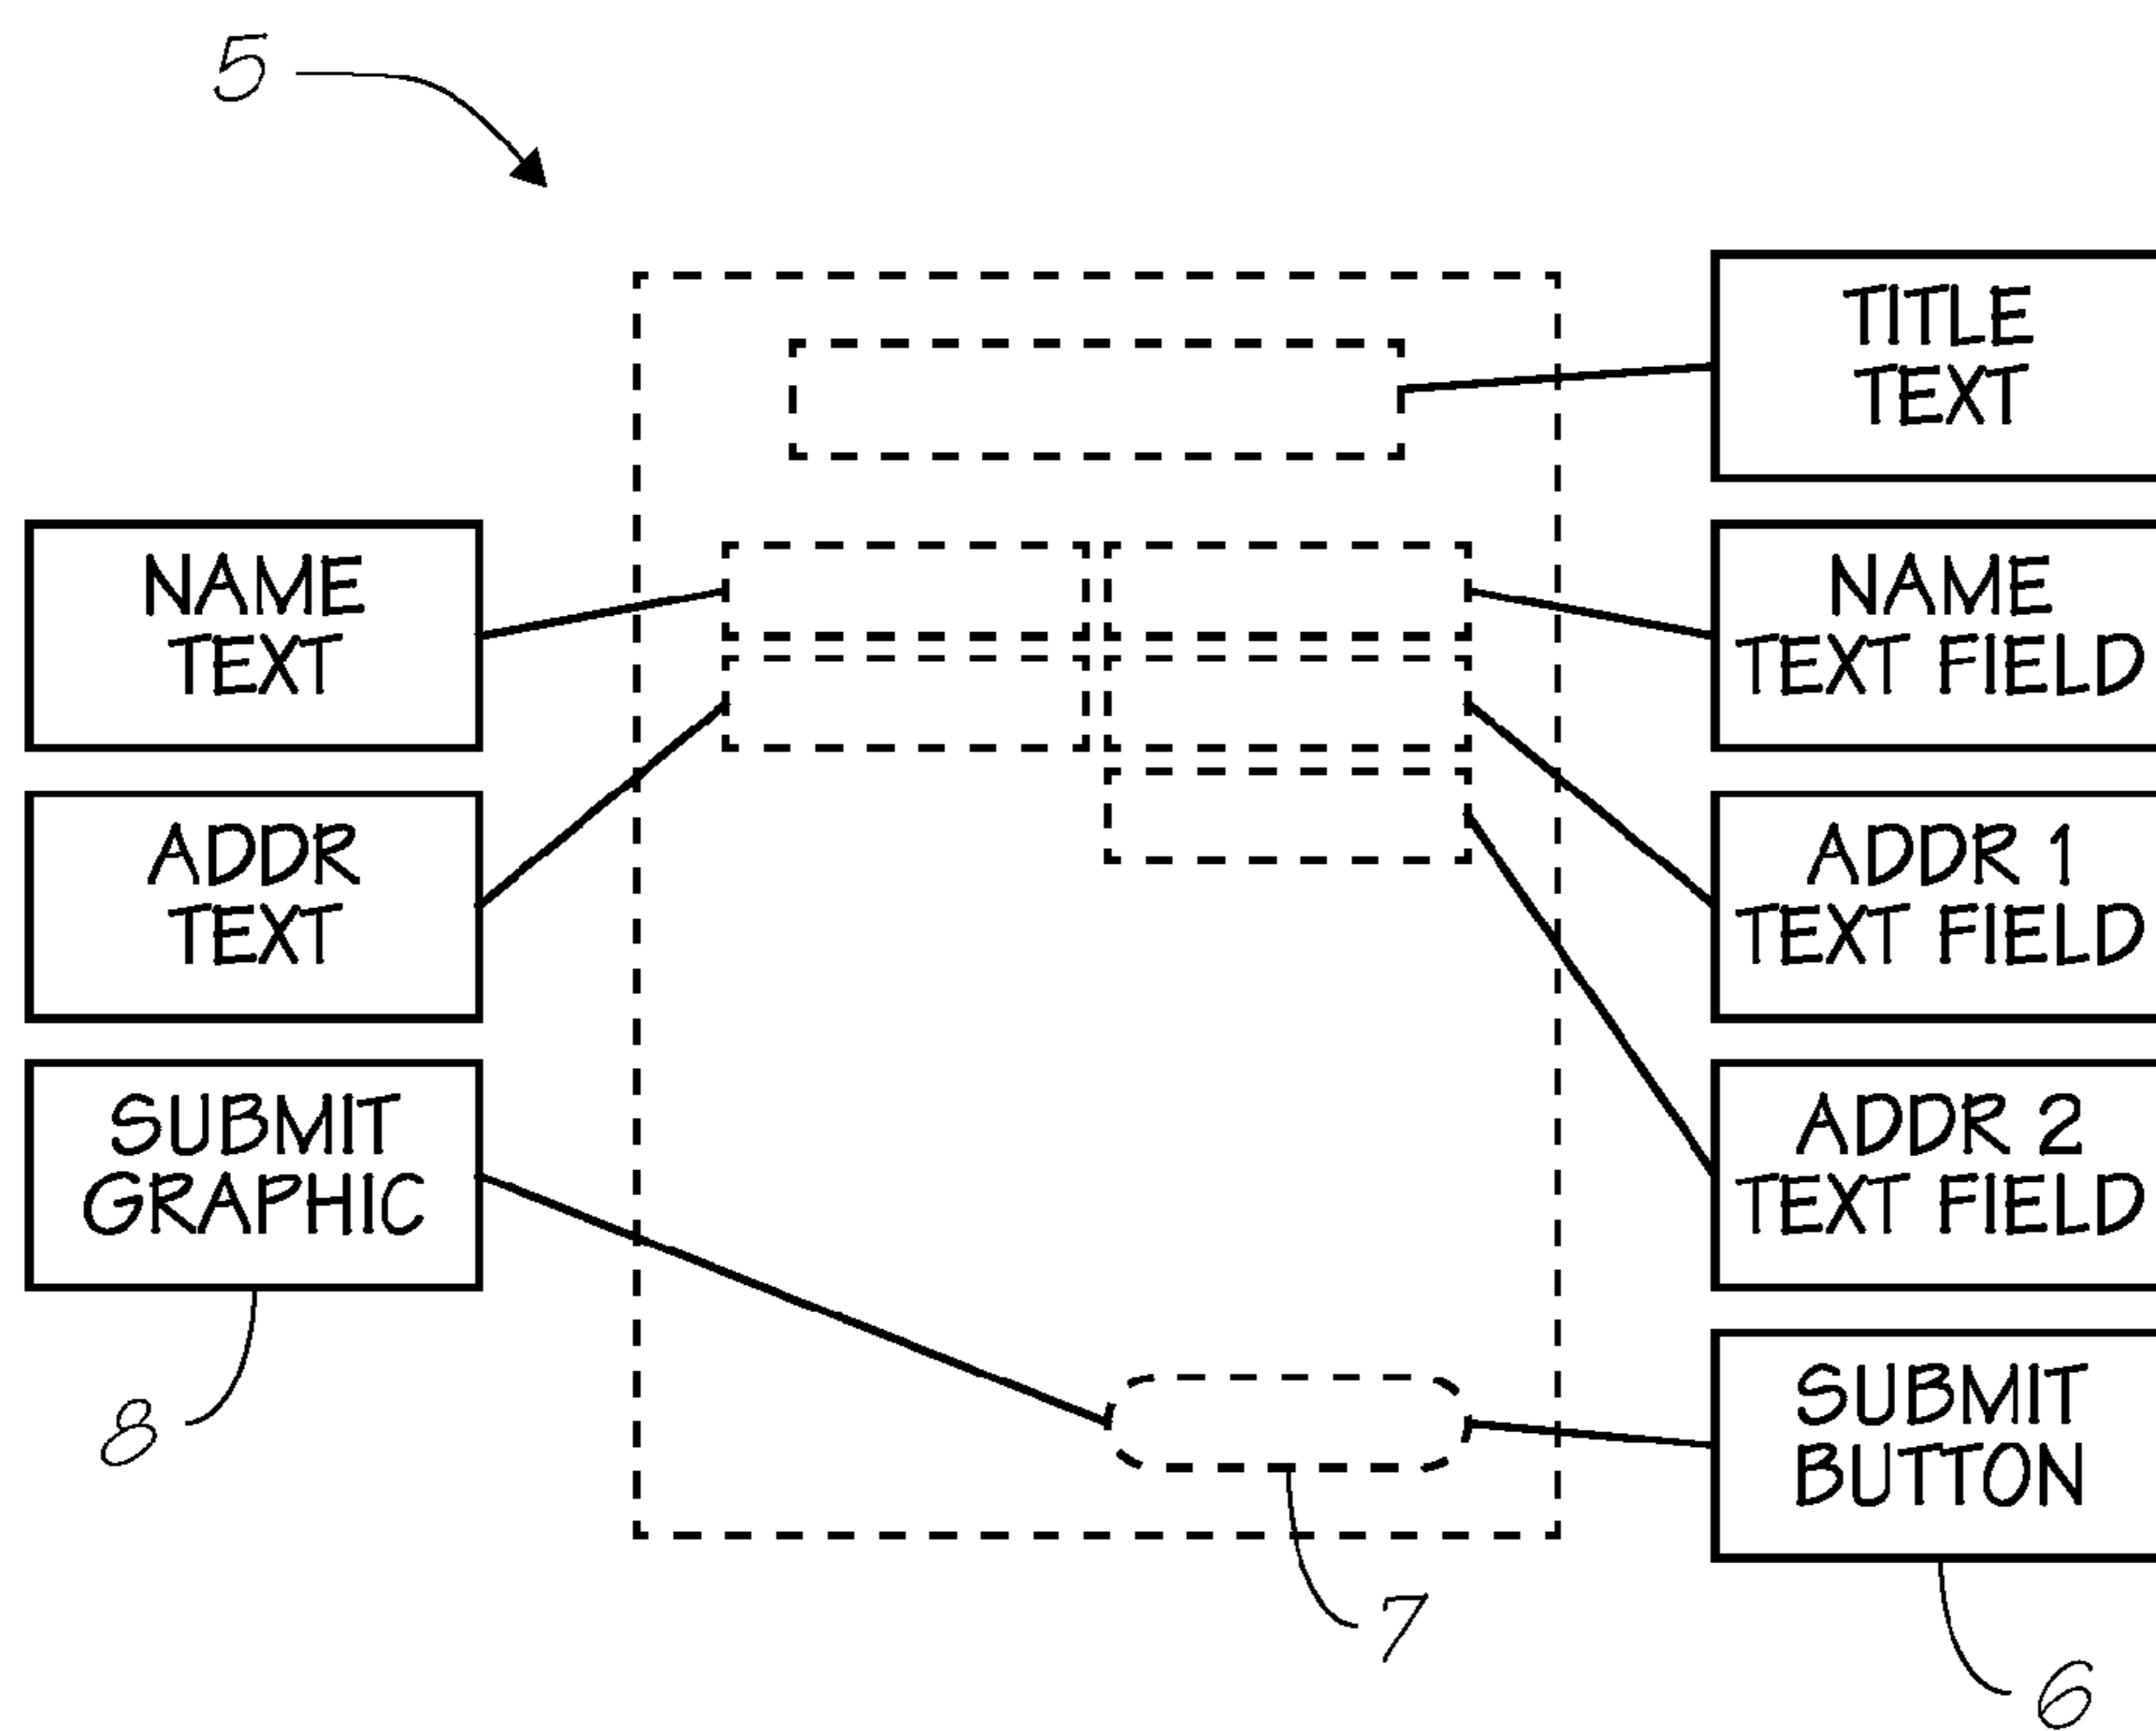 5
TITLE
TEXT
NAME
TEXT
NAME
TEXT FIELD
ADDR
TEXT
ADDR 1
TEXT FIELD
SUBMIT
GRAPHIC
ADDR 2
TEXT FIELD
SUBMIT
BUTTON
8
7
6